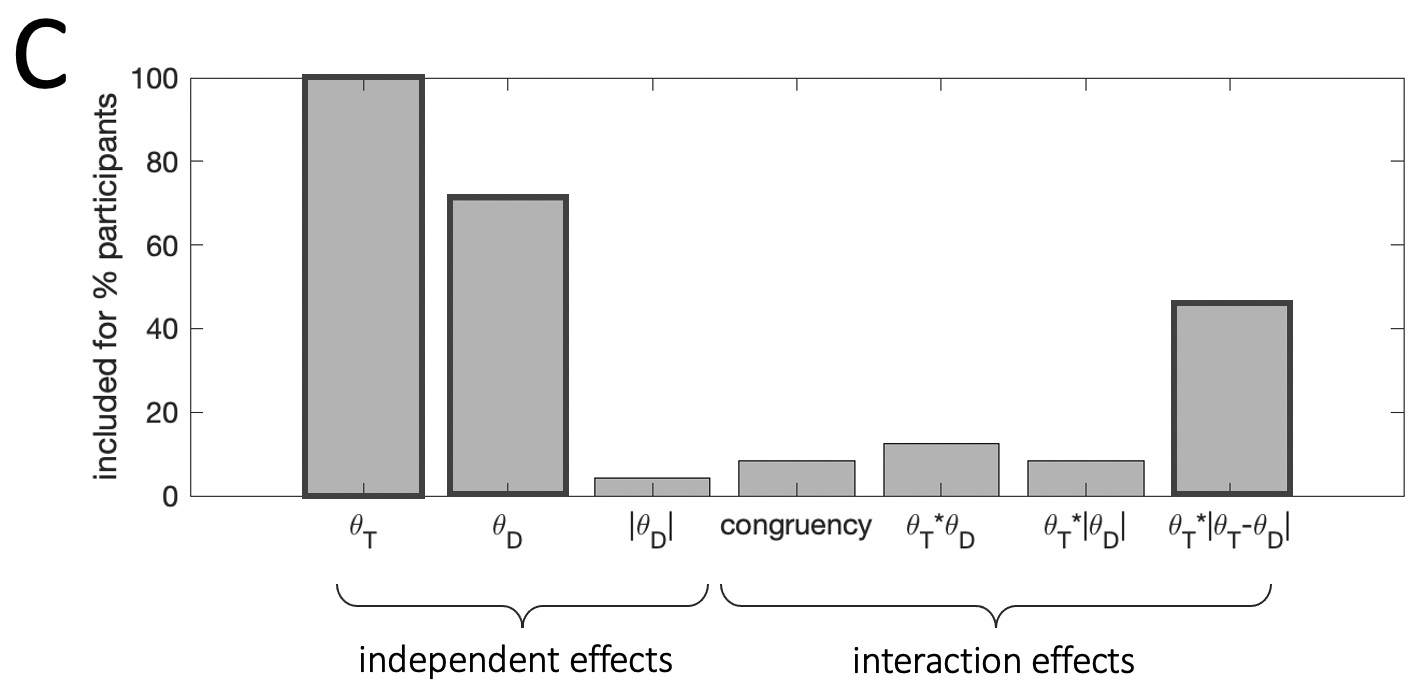 C
included for % participants
100
80
60
40
20
0
θT θD |θD| congruency θT*θD θT*|θD| θT*|θT-θD|
independent effects interaction effects